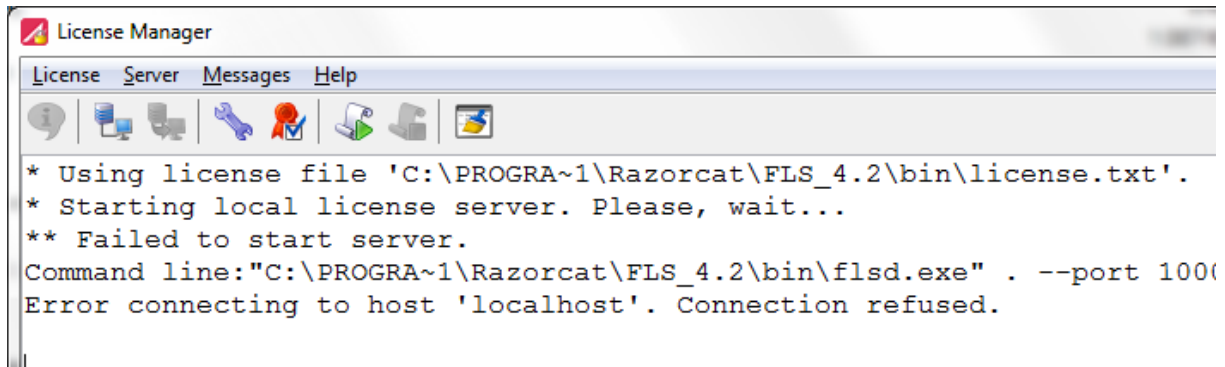 License Manager
License Server Messages Help
* Using license file 'C:\PROGRA~1\Razorcat\FLS_4.2\bin\license.txt'.
* Starting local license server. Please, wait...
** Failed to start server.
Command line:"C:\PROGRA~1\Razorcat\FLS_4.2\bin\flsd.exe" . --port 1000
Error connecting to host 'localhost'. Connection refused.